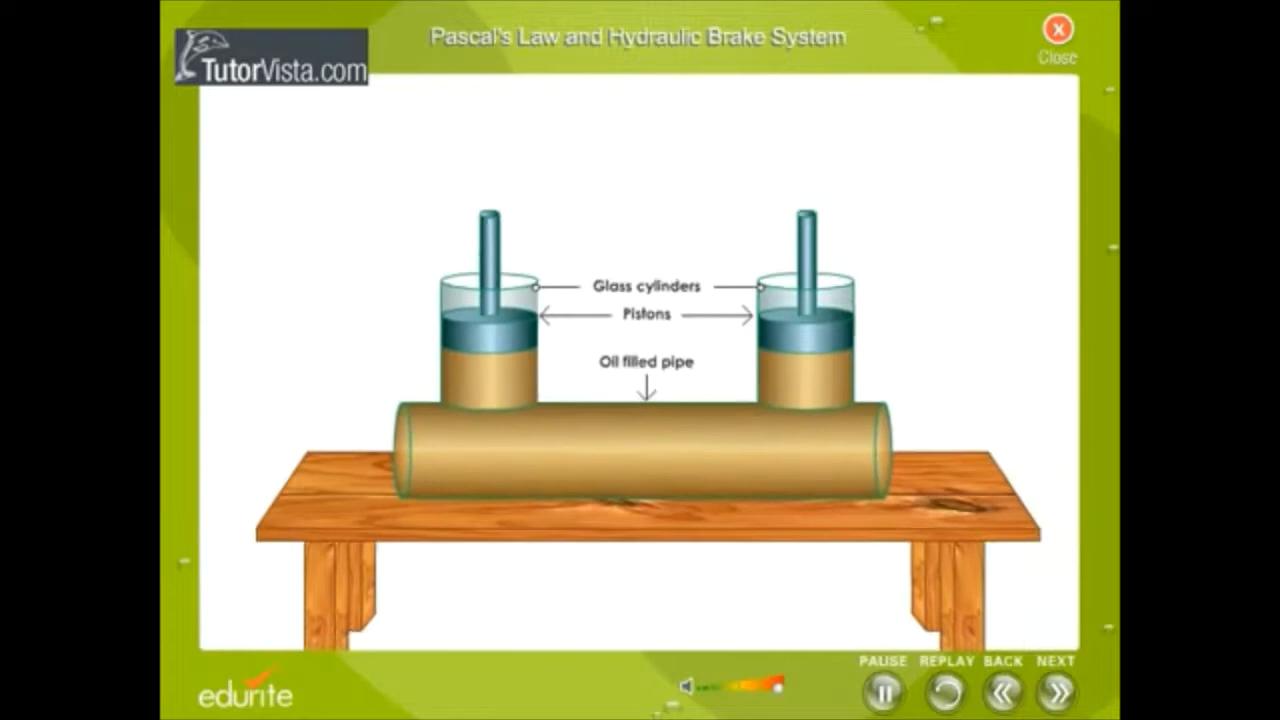 Pascal's Law and Hydraulic Brake System
X
Close
TutorVista.com
Glass cylinders
Pistons
Oil filled pipe
PAUSE REPLAY BACK NEXT
edurite